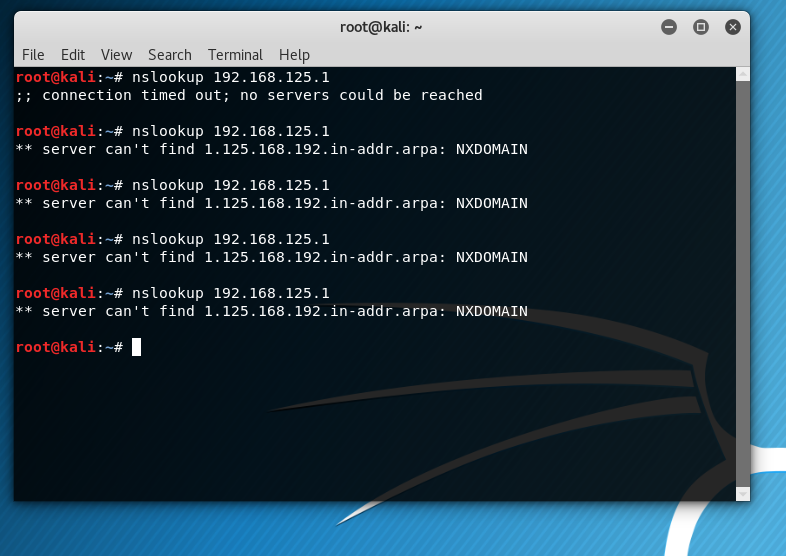 root@kali: ~
File Edit View Search Terminal Help
root@kali:~# nslookup 192.168.125.1
;; connection timed out; no servers could be reached
root@kali:~# nslookup 192.168.125.1
** server can't find 1.125.168.192.in-addr.arpa: NXDOMAIN
root@kali:~# nslookup 192.168.125.1
** server can't find 1.125.168.192.in-addr.arpa: NXDOMAIN
root@kali:~# nslookup 192.168.125.1
** server can't find 1.125.168.192.in-addr.arpa: NXDOMAIN
root@kali:~# nslookup 192.168.125.1
** server can't find 1.125.168.192.in-addr.arpa: NXDOMAIN
root@kali:~#